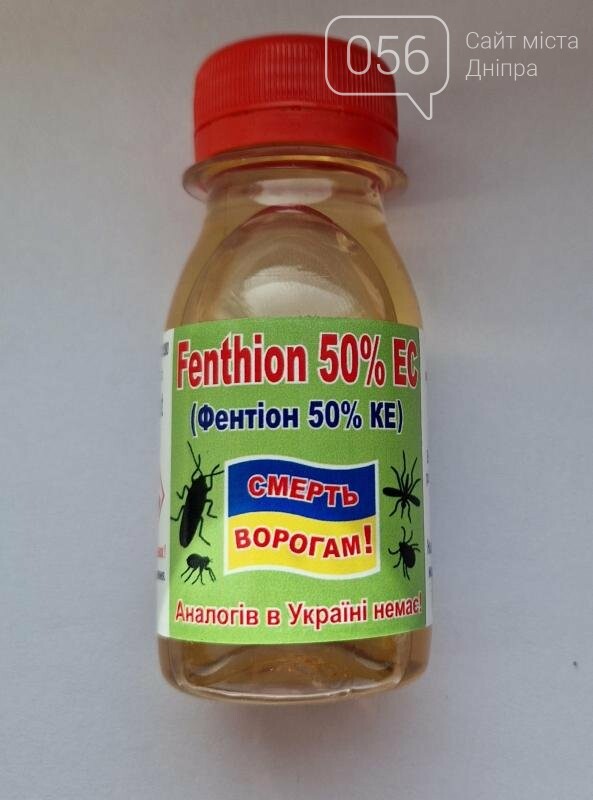 056
Сайт міста
Дніпра
Fenthion 50% EC
(Фентіон 50% КЕ)
СМЕРТЬ
ВОРОГАМ!
Аналогів в Україні немає!